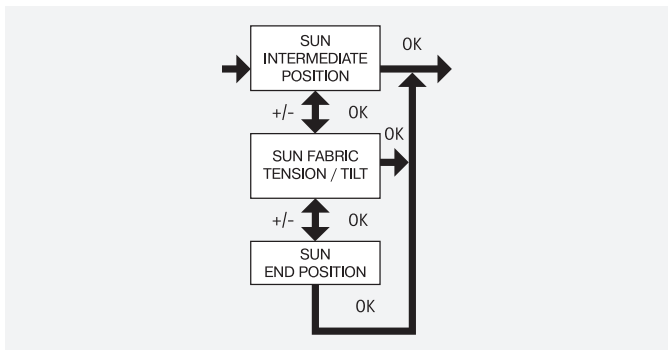 SUN
INTERMEDIATE
POSITION
OK
+/-
OK
OK
SUN FABRIC
TENSION / TILT
+/-
OK
SUN
END POSITION
OK